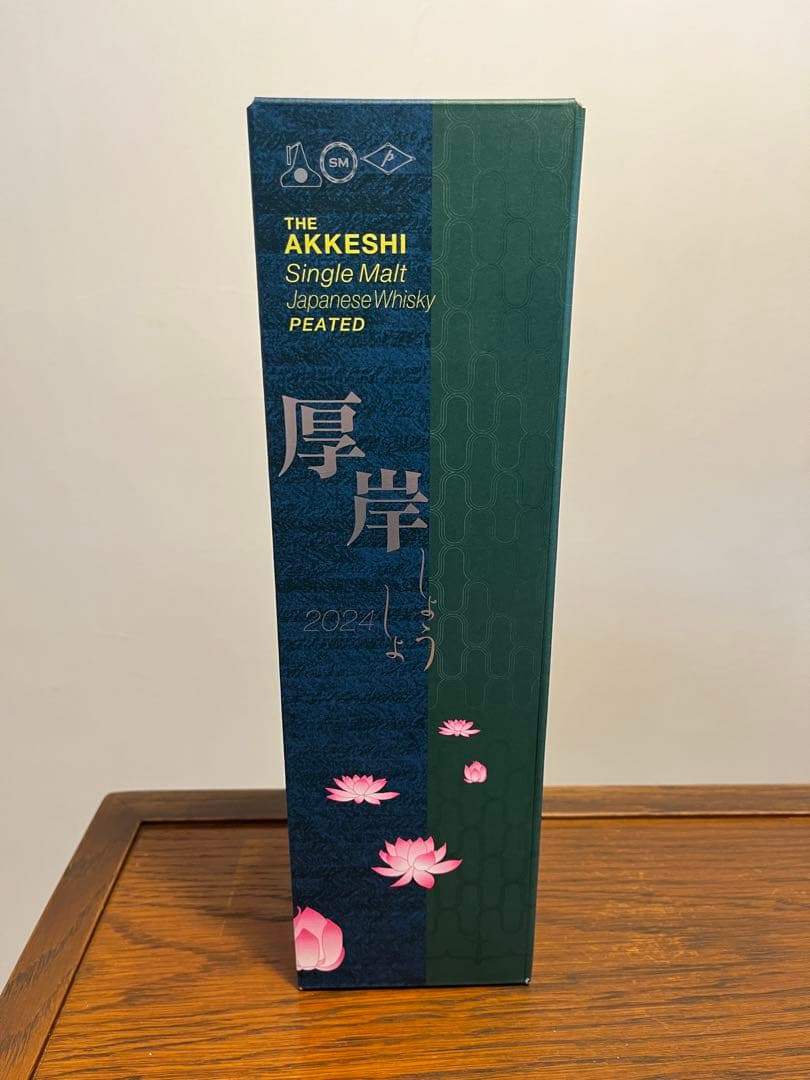 SM
THE
AKKESHI
Single Malt
Japanese Whisky
PEATED
厚岸
しょう
しょ
2024